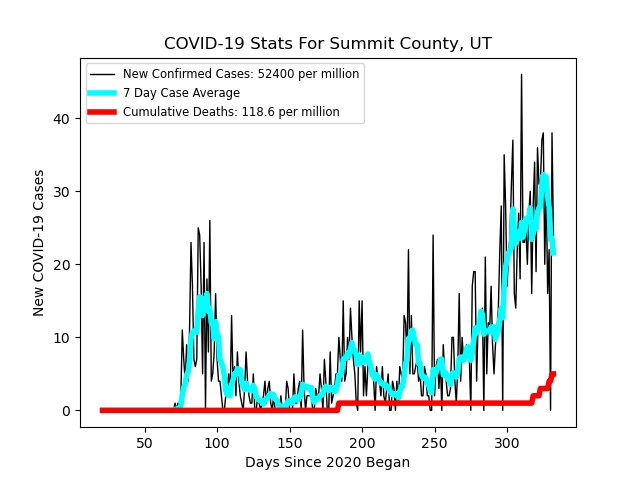 COVID-19 Stats For Summit County, UT
New Confirmed Cases: 52400 per million
7 Day Case Average
Cumulative Deaths: 118.6 per million
New COVID-19 Cases
40
30
20
10
0
50 100 150 200 250 300
Days Since 2020 Began